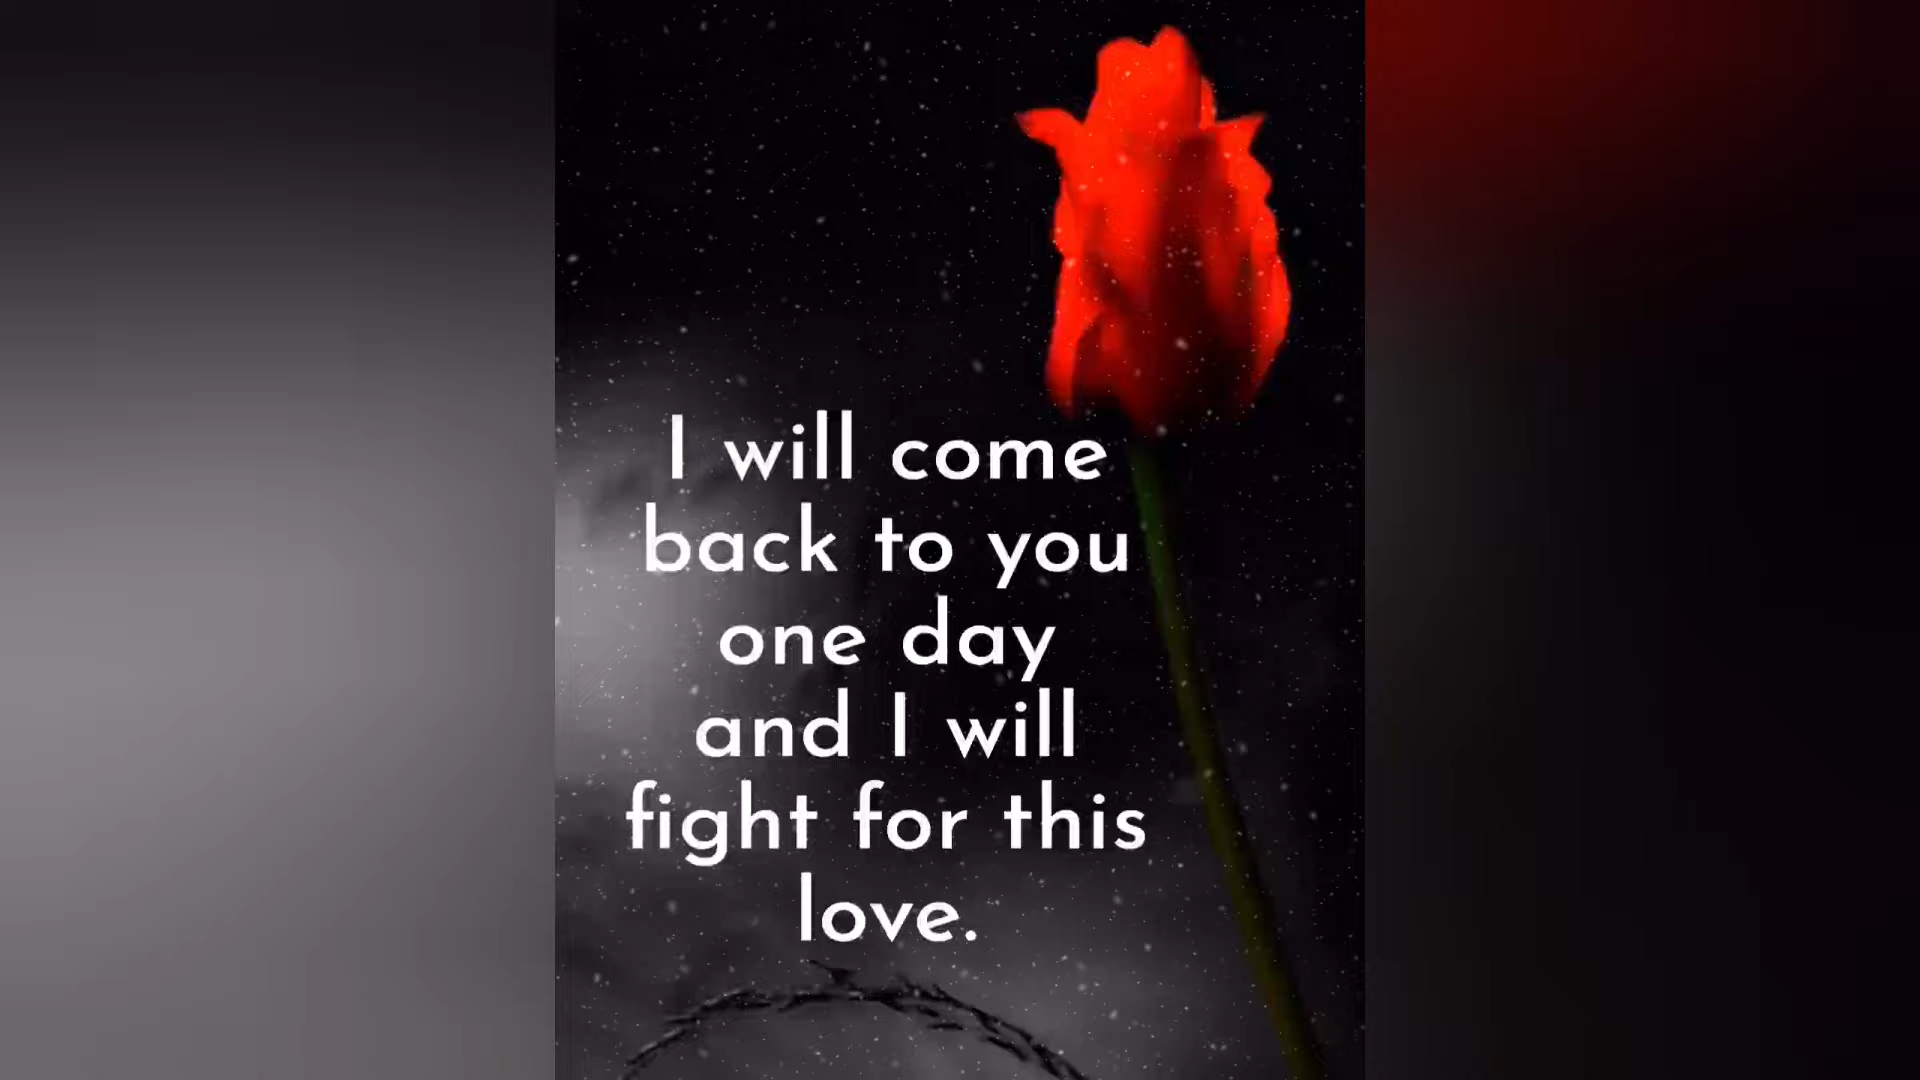 I will come
back to you
one day
and I will
fight for this
love.